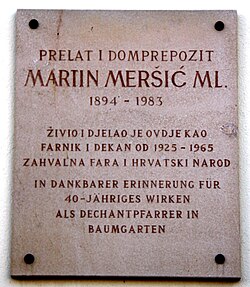 PRELAT I DOMPREPOZIT
MARTIN MERŠIĆ ML.
1894 - 1983
ŽIVIO I DJELAO JE OVDJE KAO
FARNIK I DEKAN OD 1925 - 1965
ZAHVALNA FARA I HRVATSKI NAROD
IN DANKBARER ERINNERUNG FÜR
40-JÄHRIGES WIRKEN
ALS DECHANTPFARRER IN
BAUMGARTEN